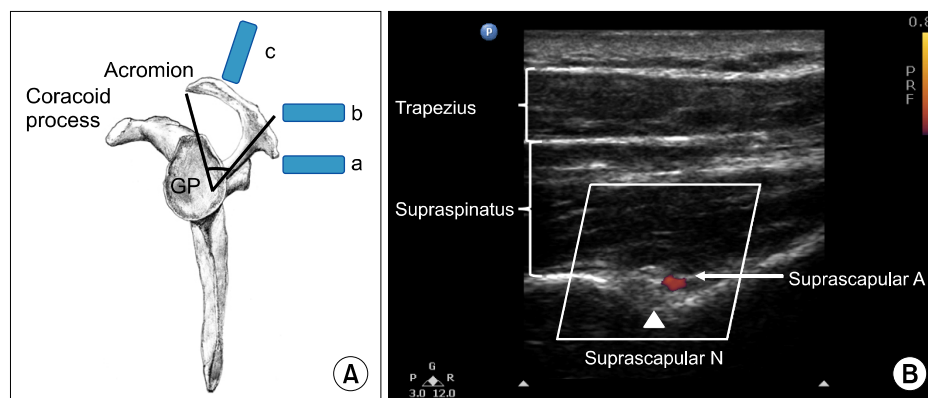 c
Acromion
Coracoid
process
b
a
GP
A
P
0.8
P
R
F
Trapezius
Supraspinatus
Suprascapular A
Suprascapular N
G
P R
3.0 12.0
B